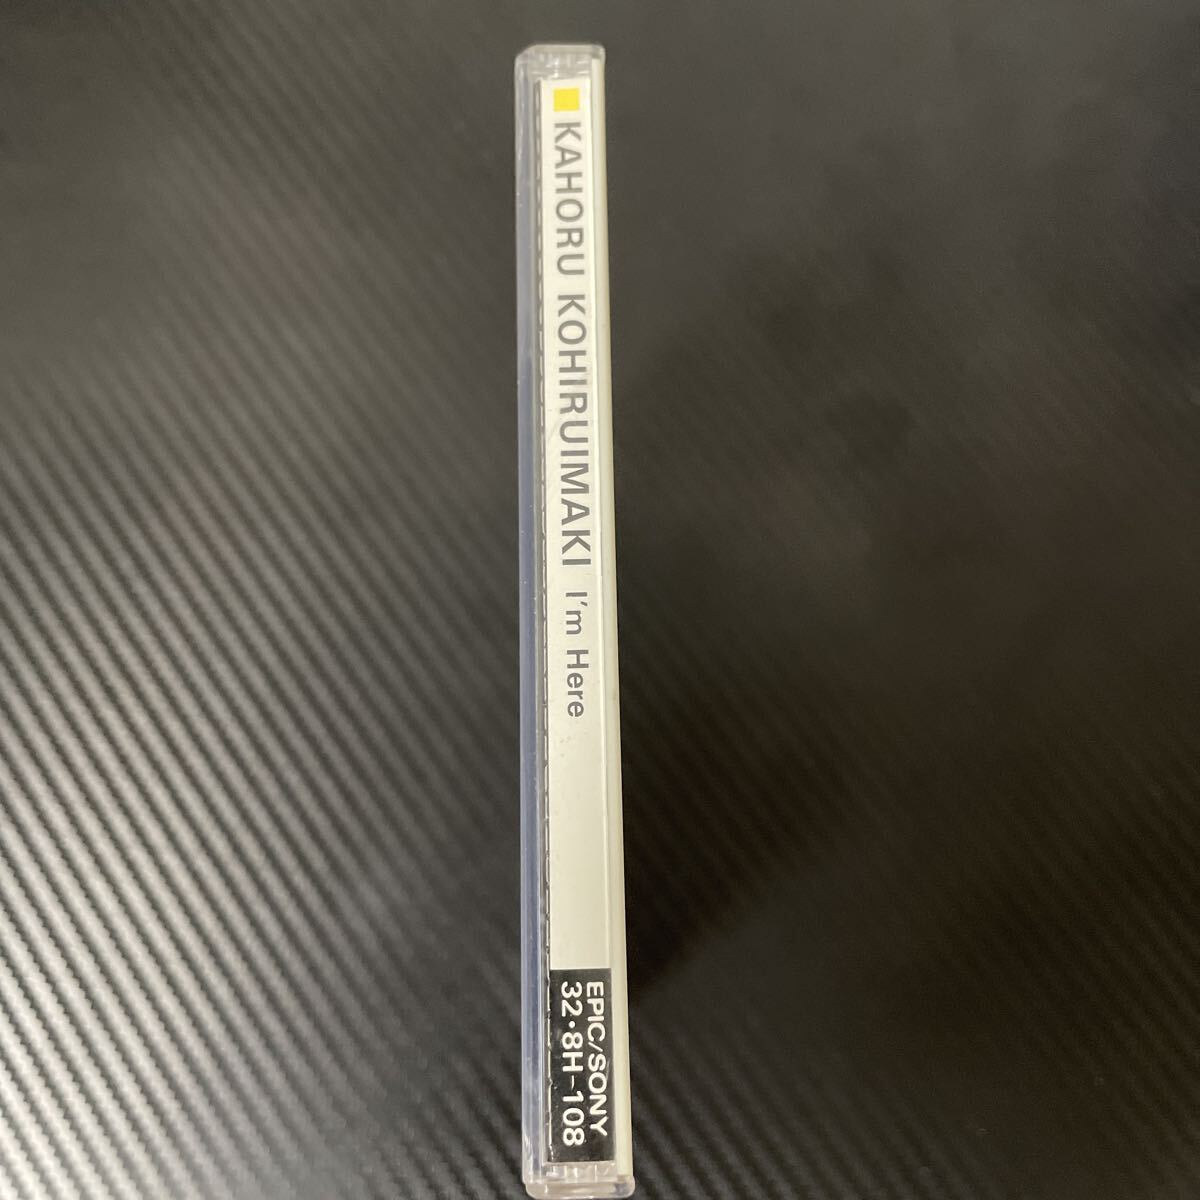 KAHORU KOHIRUIMAKI I'm Here
EPIC/SONY
32・8H-108